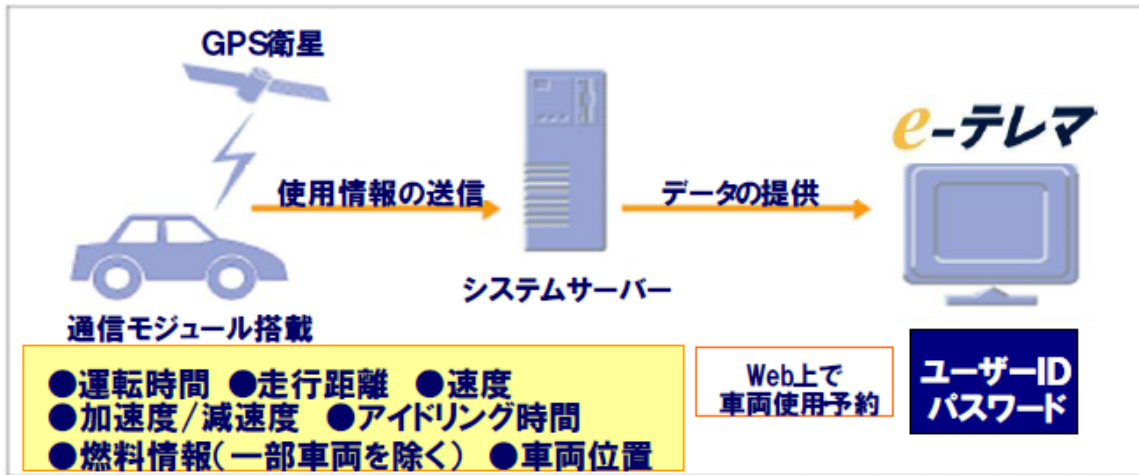 GPS衛星
e-テレマ
使用情報の送信
データの提供
システムサーバー
通信モジュール搭載
●運転時間 ●走行距離 ●速度
●加速度/減速度 ●アイドリング時間
●燃料情報(一部車両を除く) ●車両位置
Web上で
車両使用予約
ユーザーID
パスワード